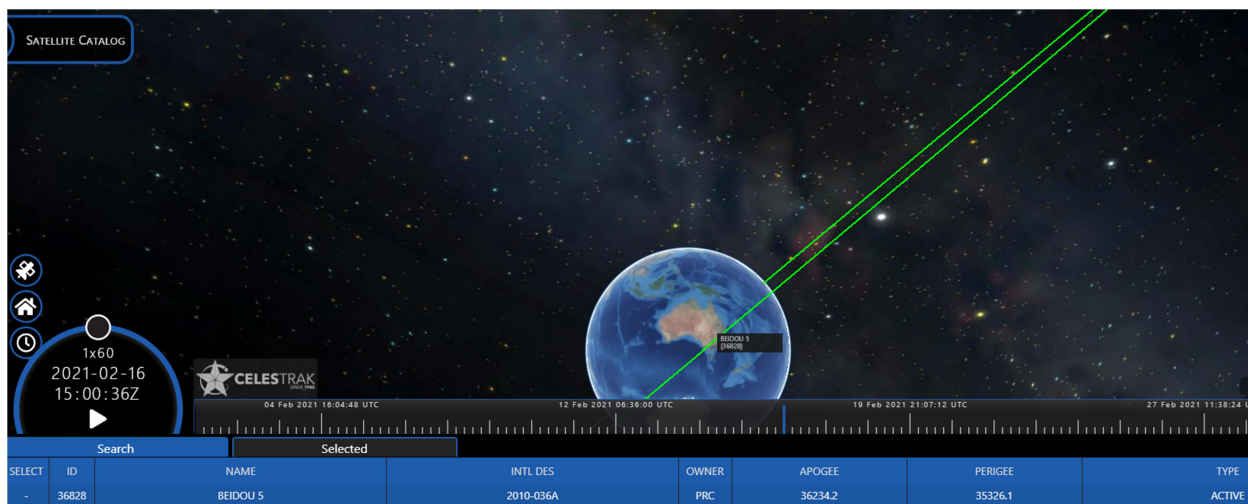 SATELLITE CATALOG
BEIDOU 5
(36828)
1x60
2021-02-16
15:00:36Z
CELESTRAK
04 Feb 2021 16:04:48 UTC 12 Feb 2021 06:36:00 UTC 19 Feb 2021 21:07:12 UTC 27 Feb 2021 11:38:24
Search Selected
SELECT ID NAME INTL DES OWNER APOGEE PERIGEE TYPE
- 36828 BEIDOU 5 2010-036A PRC 36234.2 35326.1 ACTIVE